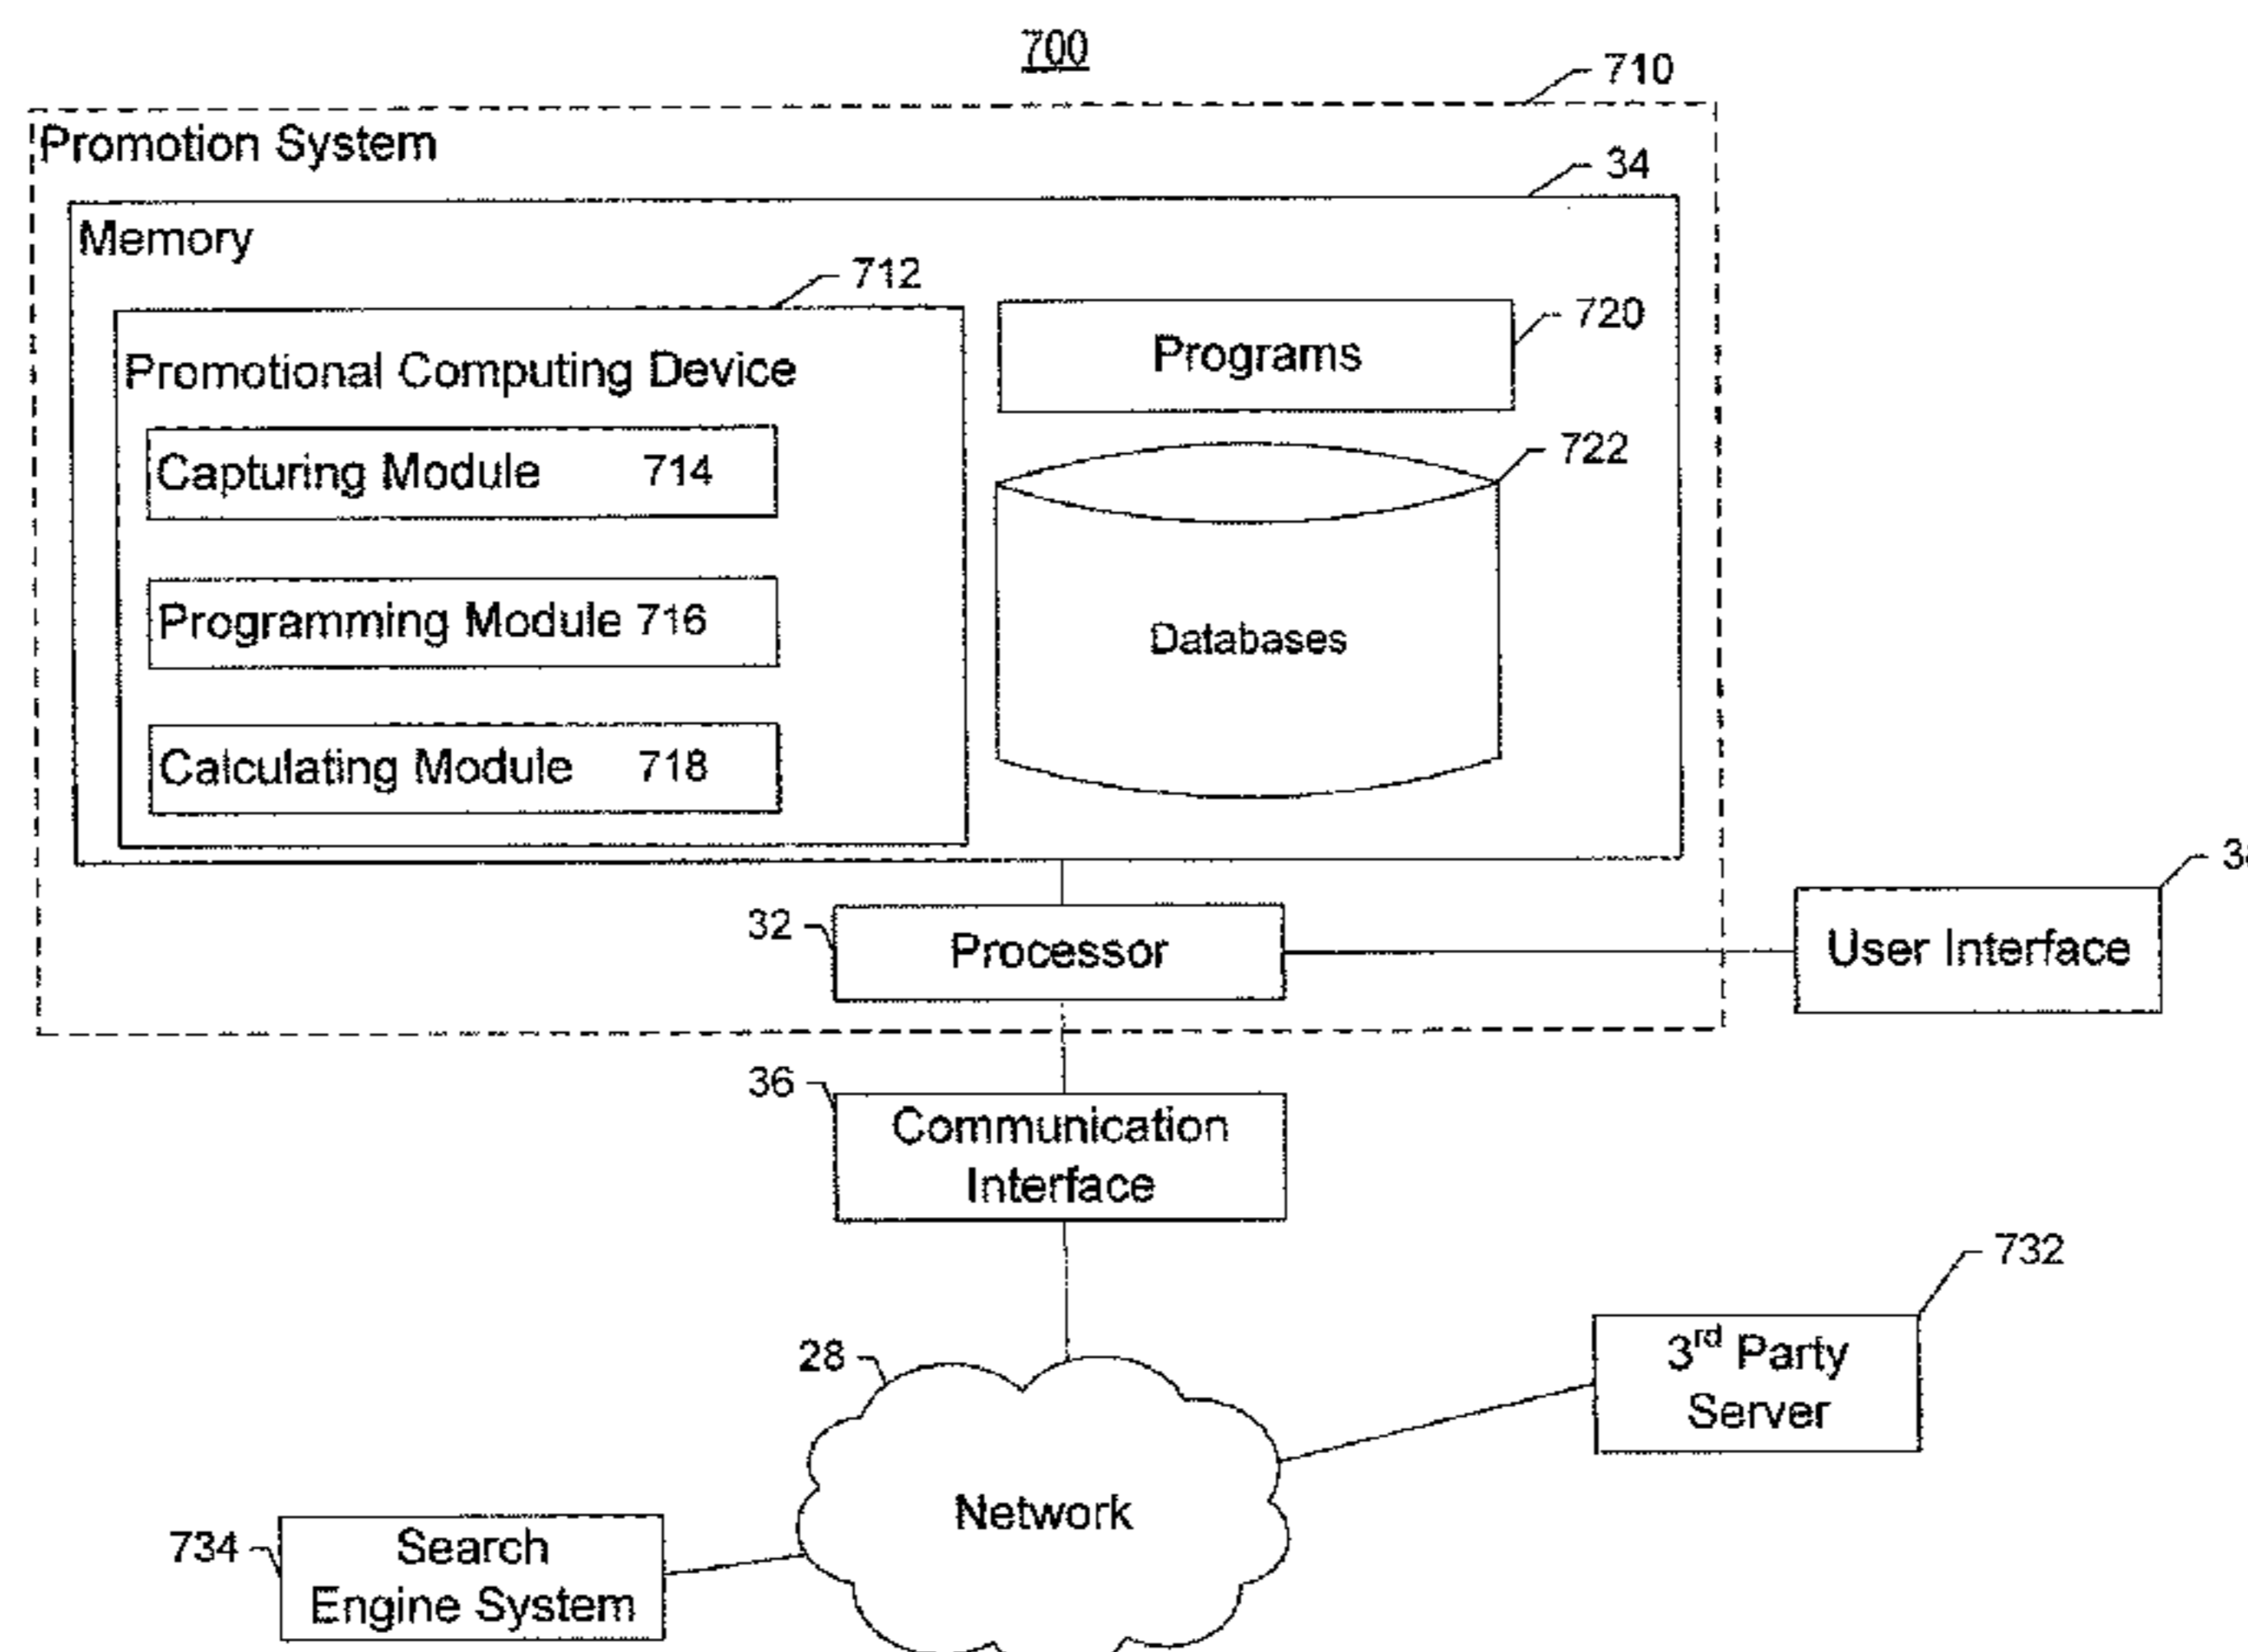 700
710
Promotion System
34
Memory
712
Promotional Computing Device
720
Programs
Capturing Module 714
722
Programming Module 716
Databases
Calculating Module 718
32
Processor
User Interface
36
Communication
Interface
732
28
3rd Party
Server
Network
734
Search
Engine System